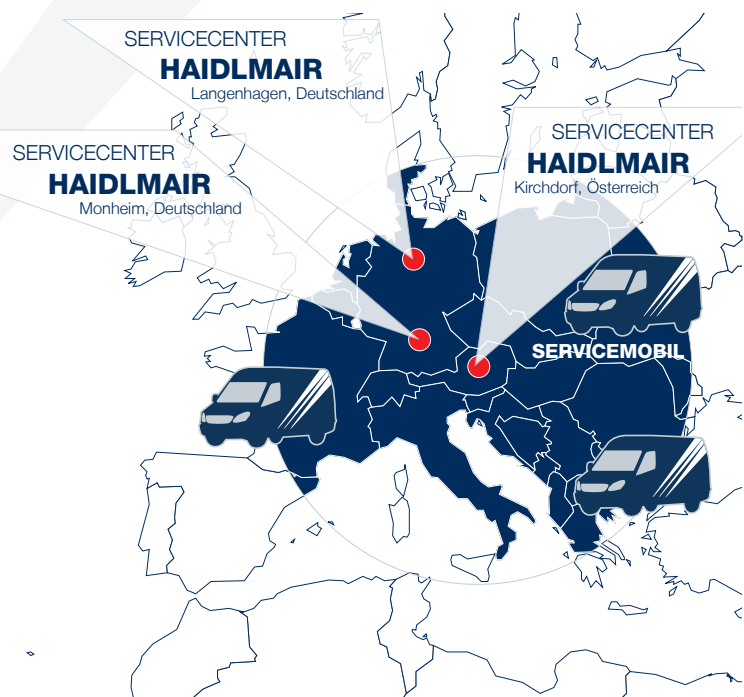 SERVICECENTER
HAIDLMAIR
Langenhagen, Deutschland
SERVICECENTER
HAIDLMAIR
Monheim, Deutschland
SERVICECENTER
HAIDLMAIR
Kirchdorf, Österreich
SERVICEMOBIL